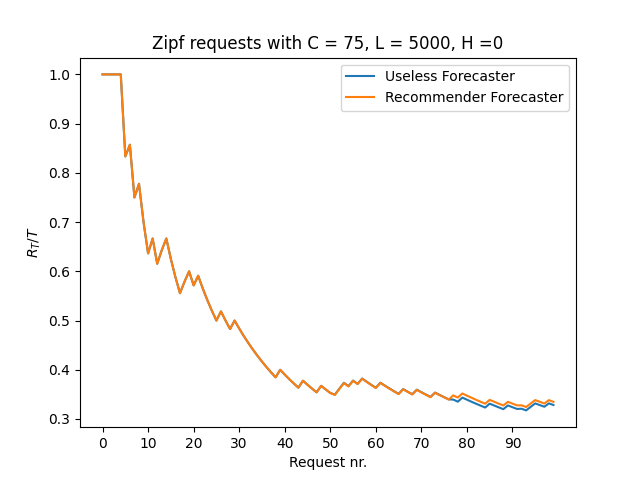 Zipf requests with C = 75, L = 5000, H =0
Useless Forecaster
Recommender Forecaster
R_T/T
1.0
0.9
0.8
0.7
0.6
0.5
0.4
0.3
0 10 20 30 40 50 60 70 80 90
Request nr.